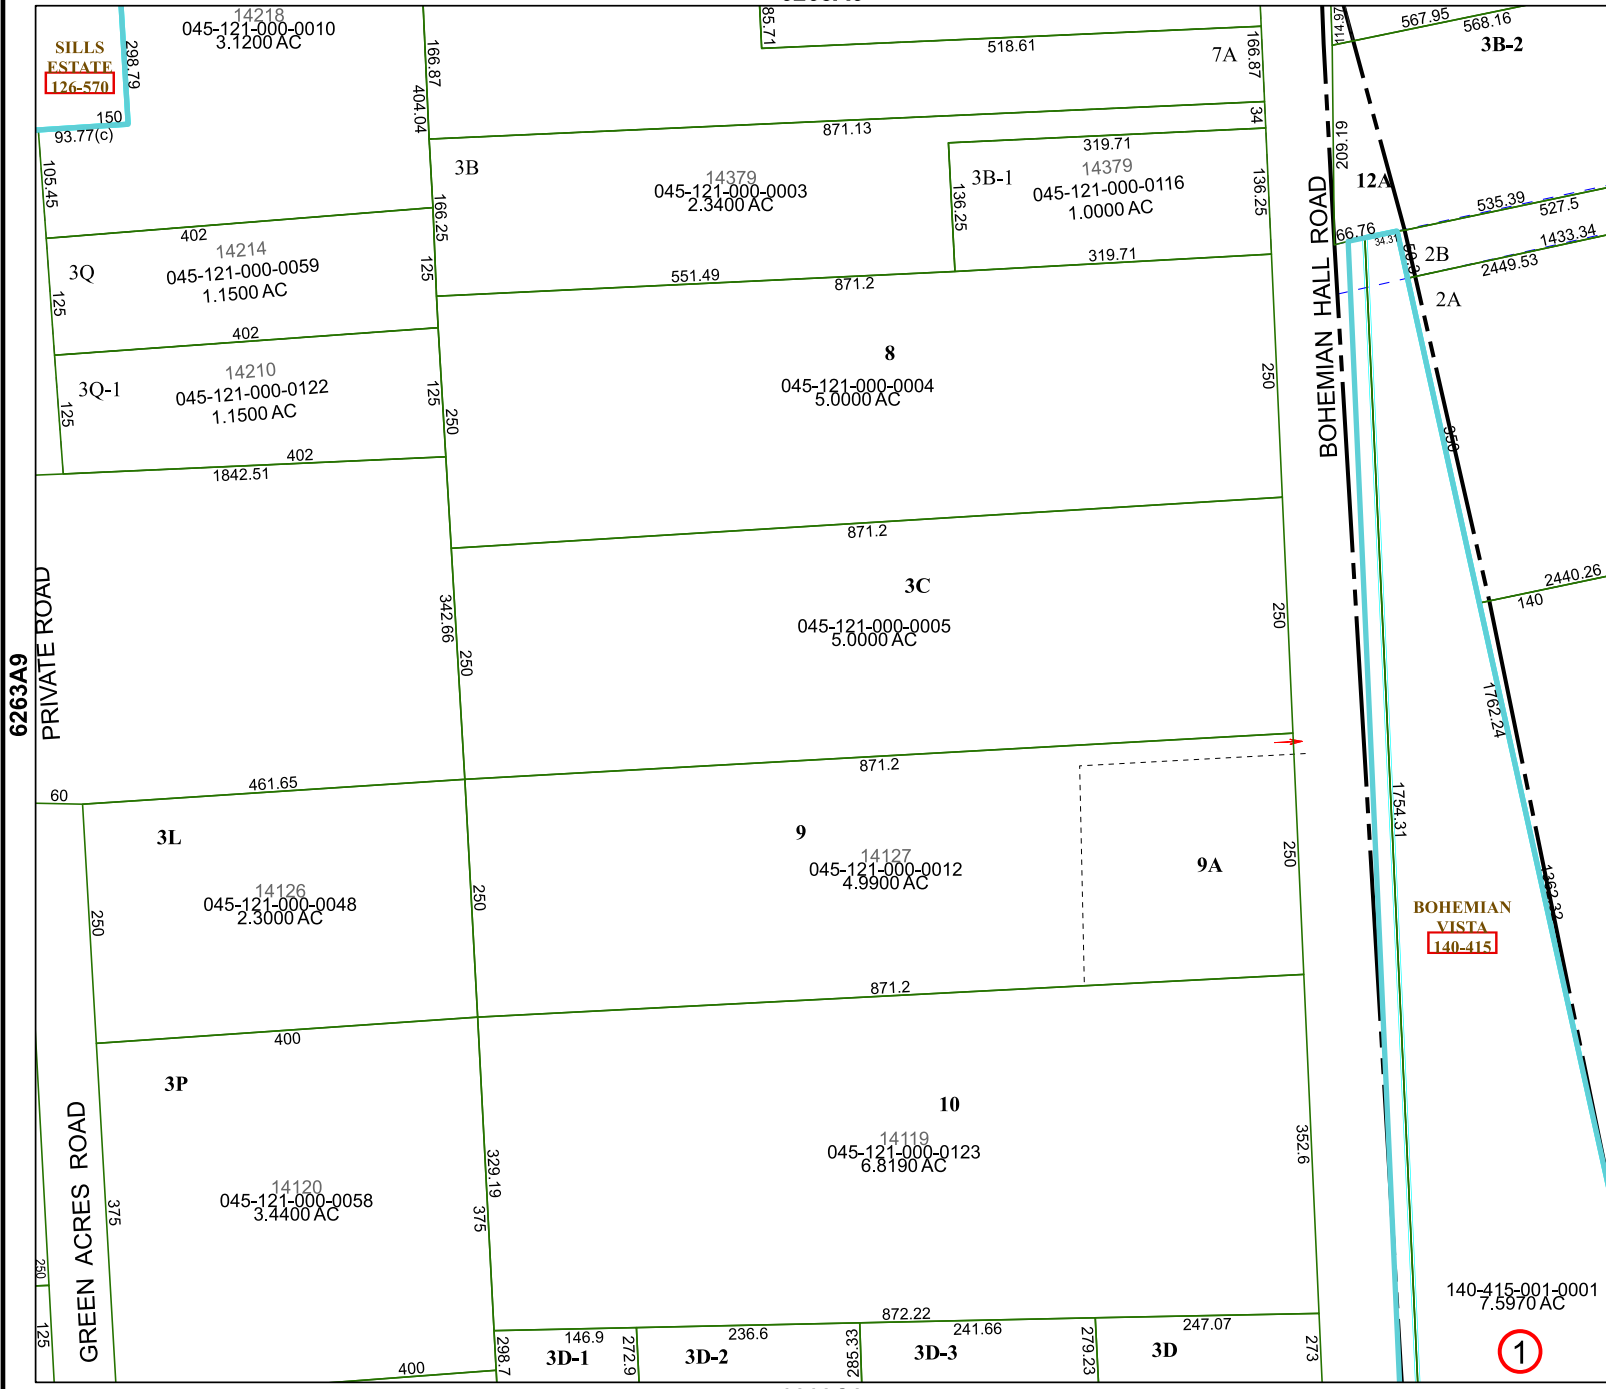 14218
045-121-000-0010
3.1200 AC
SILLS
ESTATE
126-570
298.79
150
93.77(c)
105.45
166.87
404.04
85.71
518.61
7A
166.87
34
871.13
114.97
567.95
568.16
3B-2
209.19
12A
3B
14379
045-121-000-0003
2.3400 AC
319.71
3B-1
14379
045-121-000-0116
1.0000 AC
136.25
136.25
166.25
402
14214
3Q
045-121-000-0059
1.1500 AC
125
125
551.49
871.2
319.71
535.39
527.5
66.76
34.31
2B
1433.34
2449.53
2A
BOHEMIAN HALL ROAD
402
14210
3Q-1
045-121-000-0122
1.1500 AC
125
125
250
402
1842.51
8
045-121-000-0004
5.0000 AC
250
350
871.2
3C
045-121-000-0005
5.0000 AC
342.66
250
250
2440.26
140
6263A9
PRIVATE ROAD
1762.24
60
461.65
871.2
1754.31
3L
14126
045-121-000-0048
2.3000 AC
250
250
9
14127
045-121-000-0012
4.9900 AC
9A
250
1362.32
BOHEMIAN
VISTA
140-415
871.2
400
3P
14120
045-121-000-0058
3.4400 AC
GREEN ACRES ROAD
375
329.19
375
10
14119
045-121-000-0123
6.8190 AC
352.6
250
125
140-415-001-0001
7.5970 AC
1
872.22
146.9
236.6
241.66
247.07
298.7
3D-1
272.9
3D-2
285.33
3D-3
279.23
3D
273
400